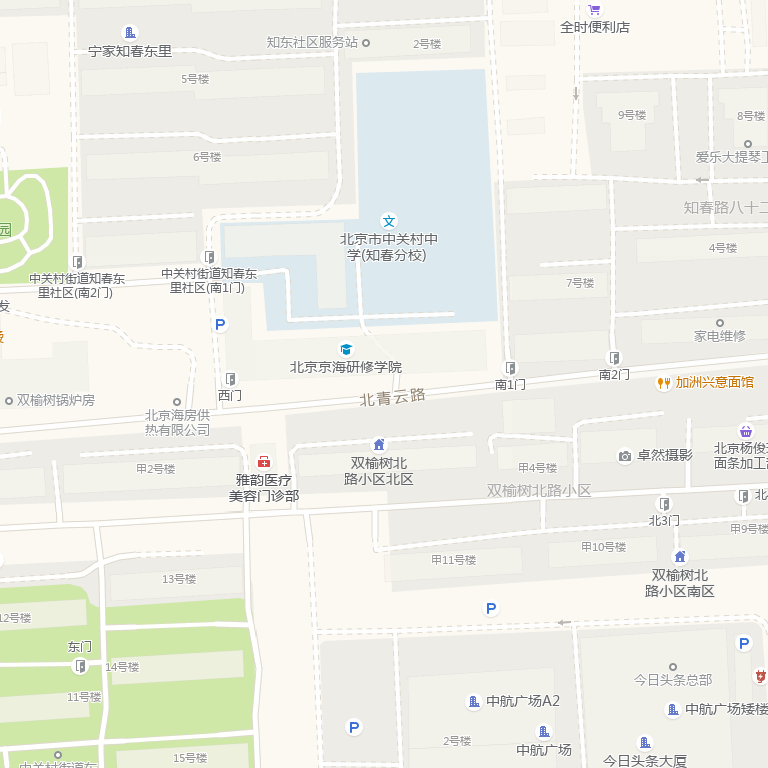 全时便利店
宁家知春东里
知东社区服务站
2号楼
5号楼
9号楼
8号楼
6号楼
爱乐大提琴工
知春路八十二
园
北京市中关村中
学(知春分校)
4号楼
中关村街道知春东
里社区(南2门)
中关村街道知春东
里社区(南1门)
7号楼
发
P
家电维修
北京京海研修学院
南1门
南2门
加洲兴意面馆
西门
双榆树锅炉房
北青云路
北京海房供
热有限公司
双榆树北
路小区北区
甲2号楼
雅韵医疗
美容门诊部
甲4号楼
卓然摄影
北京杨俊
面条加工
双榆树北路小区
北
北3门
甲9号楼
甲11号楼
甲10号楼
双榆树北
路小区南区
13号楼
12号楼
P
东门
14号楼
P
今日头条总部
11号楼
中航广场A2
中航广场矮楼
P
2号楼
中航广场
今日头条大厦
15号楼
中关村街道东